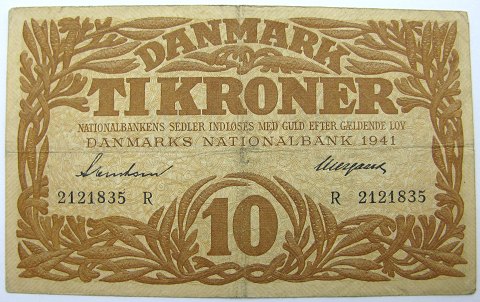 DANMARK
TI KRONER
NATIONALBANKENS SEDLER INDLØSES MED GULD EFTER GÆLDENDE LOV
DANMARKS NATIONALBANK 1941
2121835 R R 2121835
10